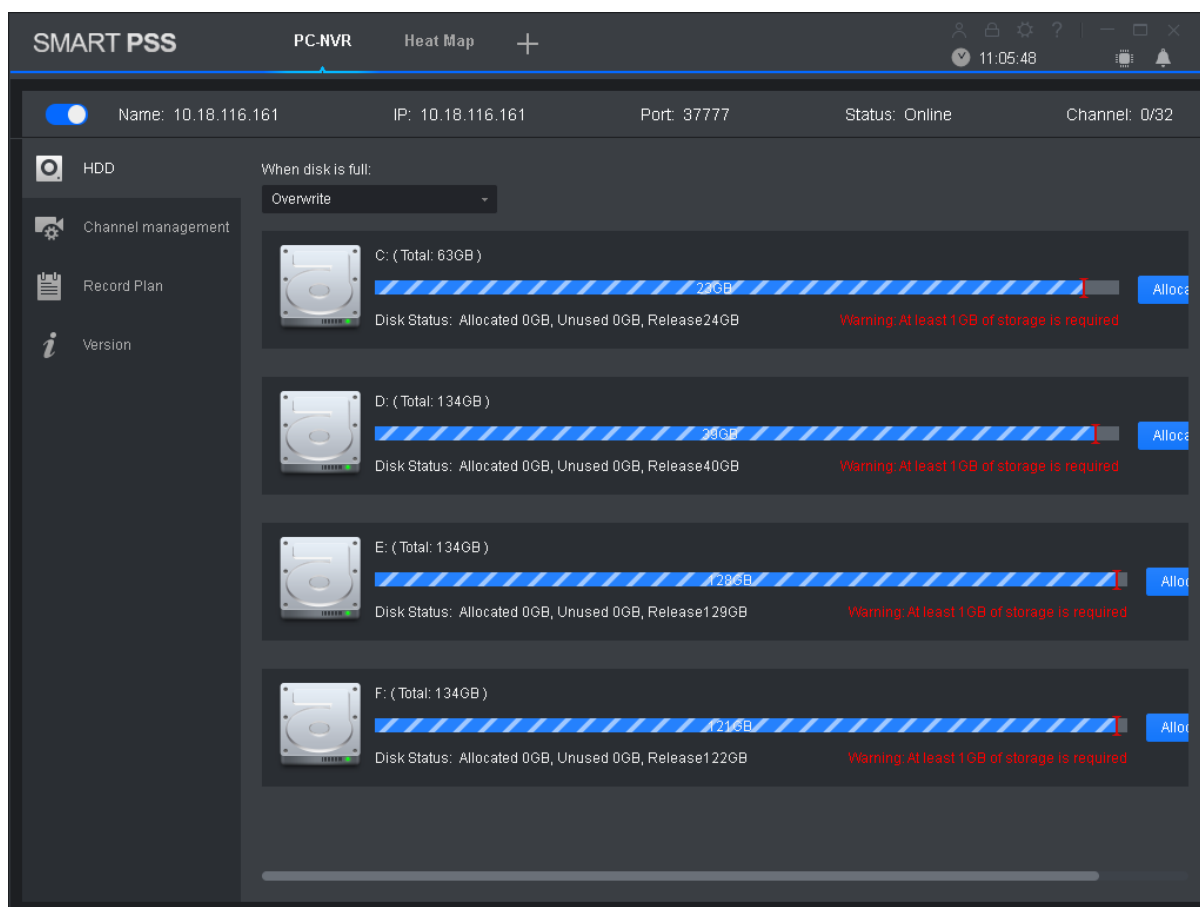 SMART PSS
PC-NVR
Heat Map
11:05:48
Name: 10.18.116.161
IP: 10.18.116.161
Port: 37777
Status: Online
Channel: 0/32
HDD
Channel management
Record Plan
Version
When disk is full:
Overwrite
C: ( Total: 63GB )
23GB
Disk Status: Allocated 0GB, Unused 0GB, Release24GB
Warning: At least 1GB of storage is required
Alloca
D: ( Total: 134GB )
39GB
Disk Status: Allocated 0GB, Unused 0GB, Release40GB
Warning: At least 1GB of storage is required
Alloca
E: ( Total: 134GB )
128GB
Disk Status: Allocated 0GB, Unused 0GB, Release129GB
Warning: At least 1GB of storage is required
Alloc
F: ( Total: 134GB )
121GB
Disk Status: Allocated 0GB, Unused 0GB, Release122GB
Warning: At least 1GB of storage is required
Alloc